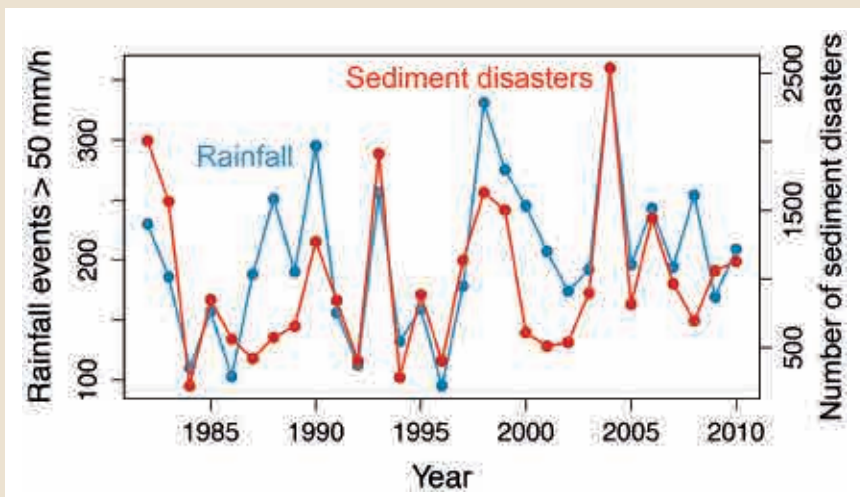 Sediment disasters
Rainfall
Rainfall events > 50 mm/h
100
200
300
500
1500
2500
Number of sediment disasters
1985
1990
1995
2000
2005
2010
Year